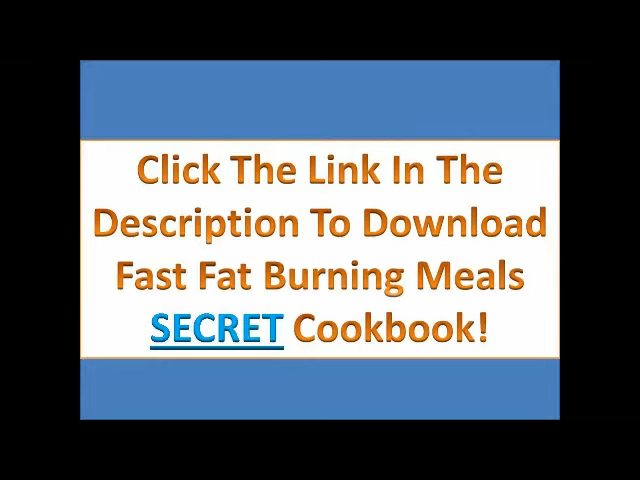 Click The Link In The
Description To Download
Fast Fat Burning Meals
SECRET Cookbook!